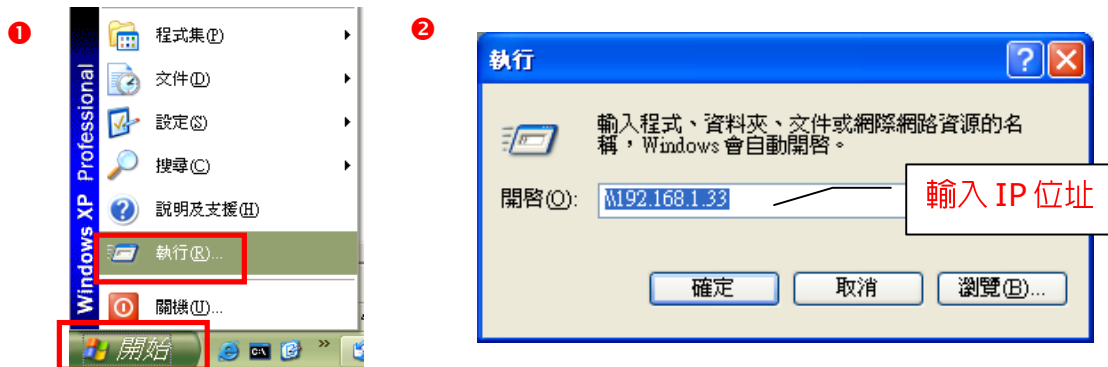 ❶
程式集(P)
文件(D)
設定(S)
搜尋(C)
說明及支援(H)
執行(R)...
關機(U)...
Windows XP Professional
開始
»
❷
執行
輸入程式、資料夾、文件或網際網路資源的名
稱，Windows 會自動開啓。
開啓(O):
\\192.168.1.33
輸入 IP 位址
確定
取消
瀏覽(B)...